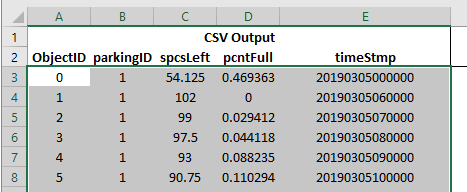 A B C D E
1 CSV Output
2 ObjectID parkingID spcsLeft pcntFull timeStmp
3 0 1 54.125 0.469363 20190305000000
4 1 1 102 0 20190305060000
5 2 1 99 0.029412 20190305070000
6 3 1 97.5 0.044118 20190305080000
7 4 1 93 0.088235 20190305090000
8 5 1 90.75 0.110294 20190305100000